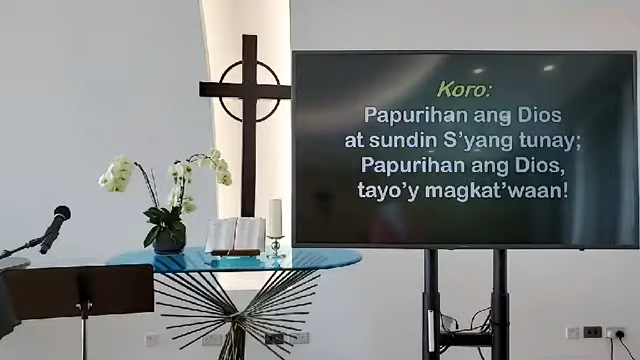 Koro:
Papurihan ang Dios
at sundin S'yang tunay;
Papurihan ang Dios,
tayo'y magkat'waan!